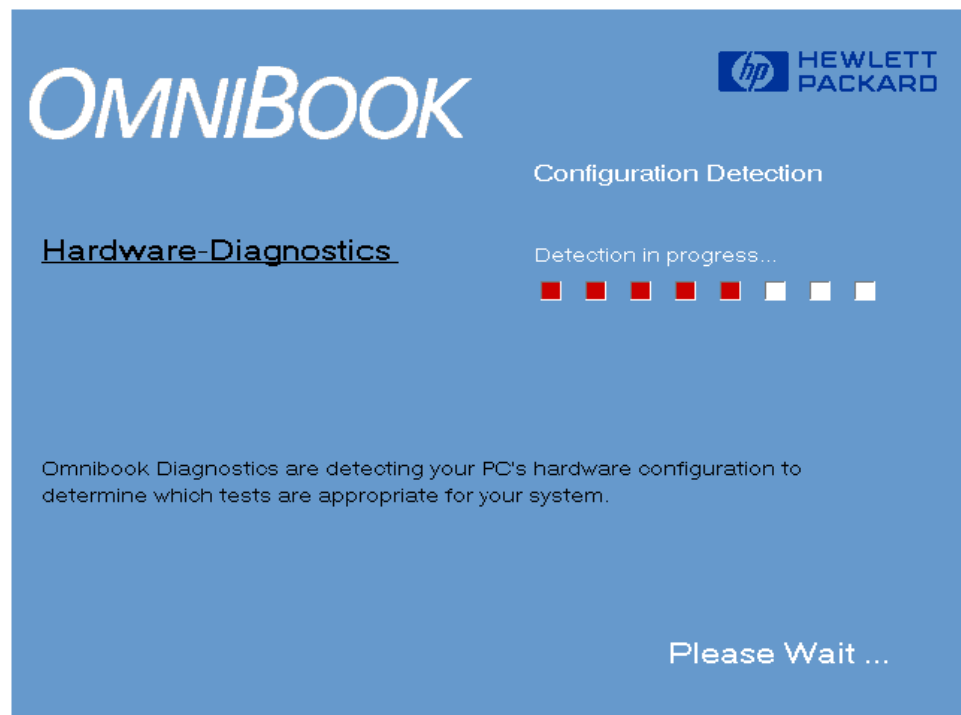 OMNIBOOK
hp HEWLETT
PACKARD
Configuration Detection
Hardware-Diagnostics
Detection in progress...
Omnibook Diagnostics are detecting your PC's hardware configuration to
determine which tests are appropriate for your system.
Please Wait ...